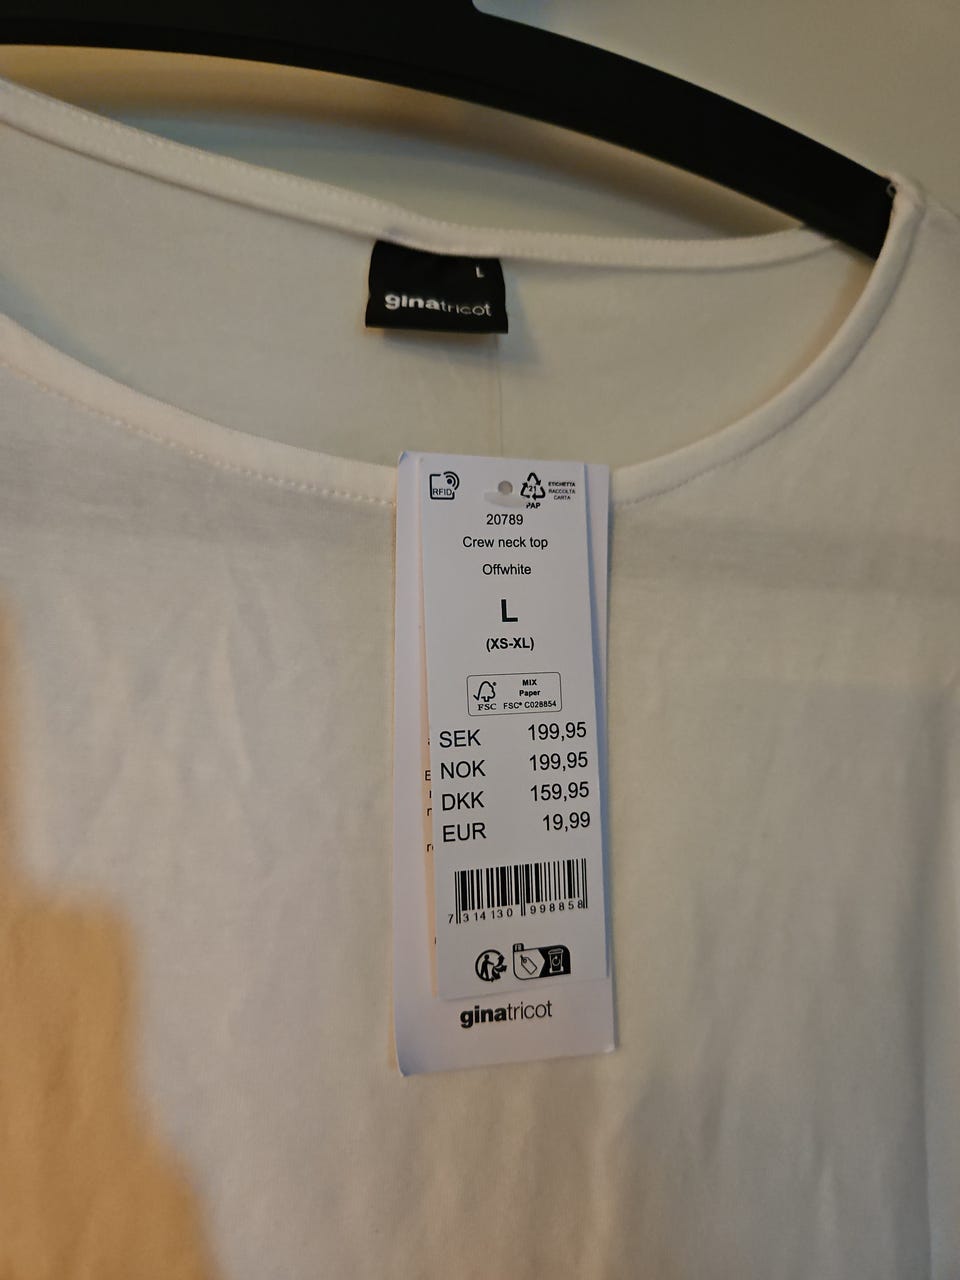 L
ginatricot
RFID
21
PAP
ETICHETTA
RACCOLTA
CARTA
20789
Crew neck top
Offwhite
L
(XS-XL)
FSC
MIX
Paper
FSC® C028854
SEK 199,95
NOK 199,95
DKK 159,95
EUR 19,99
7 314130 998858
FR
ginatricot